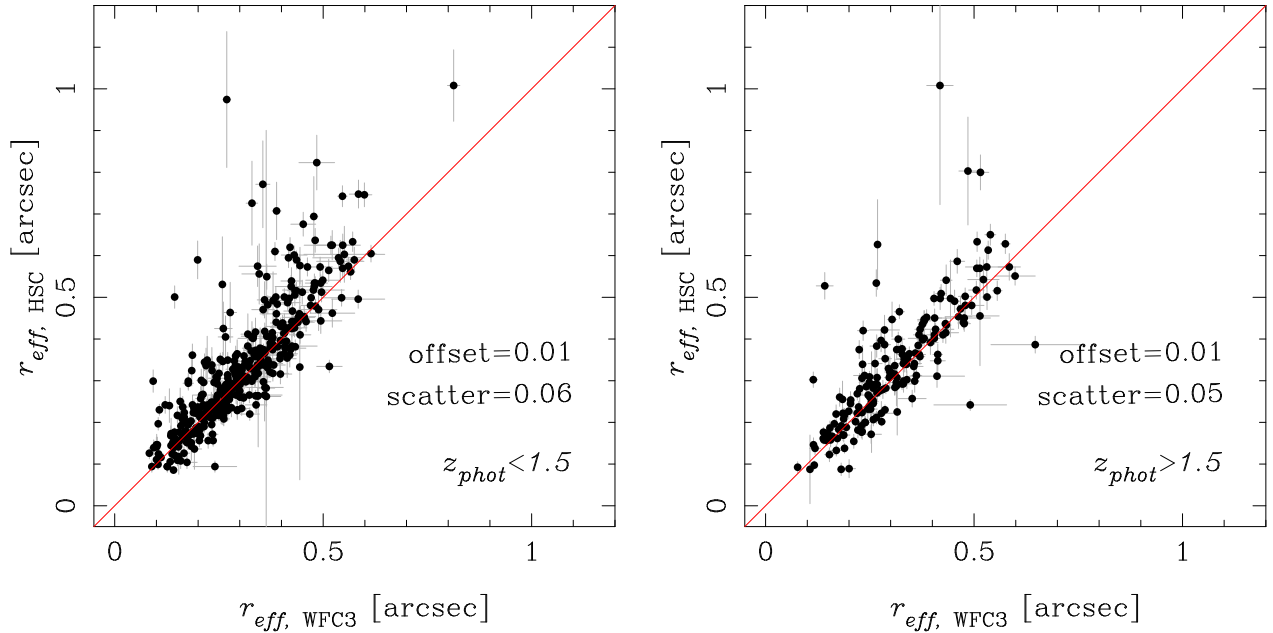 r_eff, HSC [arcsec]
1
0.5
0
offset=0.01
scatter=0.06
z_phot<1.5
0 0.5 1
r_eff, WFC3 [arcsec]
r_eff, HSC [arcsec]
1
0.5
0
offset=0.01
scatter=0.05
z_phot>1.5
0 0.5 1
r_eff, WFC3 [arcsec]